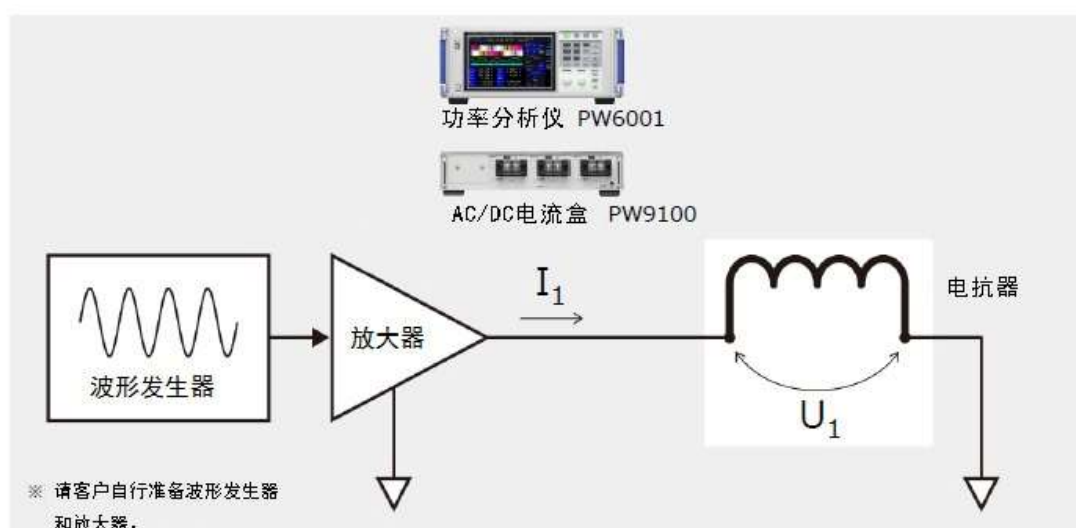 功率分析仪 PW6001
AC/DC电流盒 PW9100
I₁
电抗器
放大器
波形发生器
U₁
※ 请客户自行准备波形发生器
和放大器.